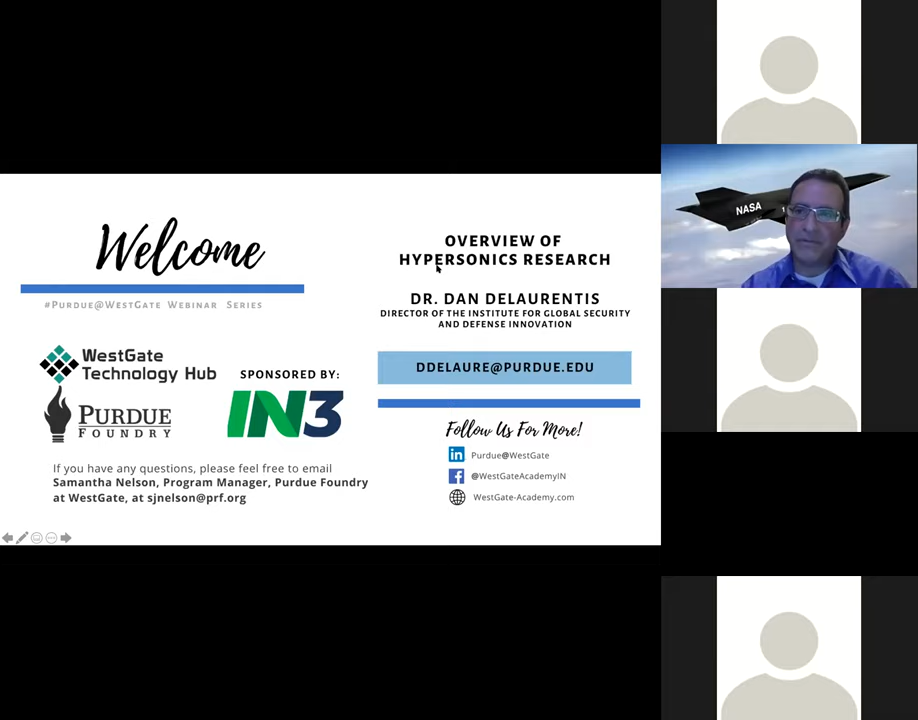 Welcome
#Purdue@WestGate Webinar Series
WestGate
Technology Hub
PURDUE
FOUNDRY
SPONSORED BY:
IN3
If you have any questions, please feel free to email
Samantha Nelson, Program Manager, Purdue Foundry
at WestGate, at sjnelson@prf.org
OVERVIEW OF
HYPERSONICS RESEARCH
DR. DAN DELAURENTIS
DIRECTOR OF THE INSTITUTE FOR GLOBAL SECURITY
AND DEFENSE INNOVATION
DDELAURE@PURDUE.EDU
Follow Us For More!
in Purdue@WestGate
f @WestGateAcademyIN
WestGate-Academy.com
NASA
1